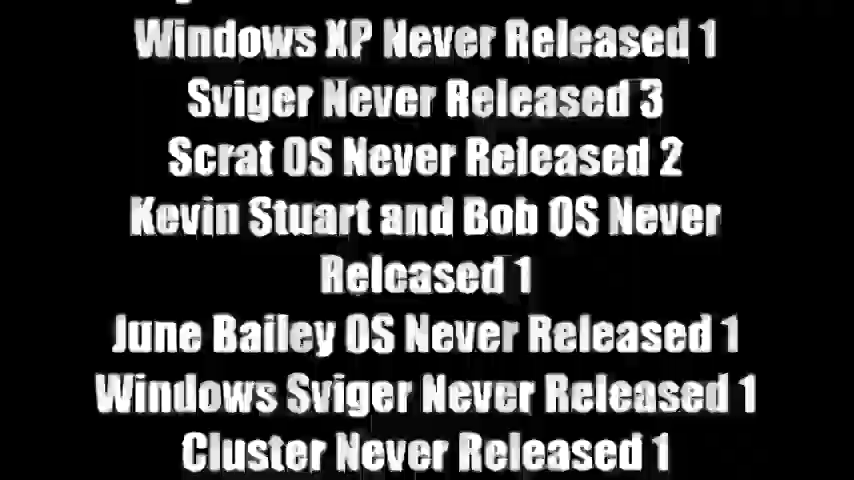 Windows XP Never Released 1
Sviger Never Released 3
Scrat OS Never Released 2
Kevin Stuart and Bob OS Never
Released 1
June Bailey OS Never Released 1
Windows Sviger Never Released 1
Cluster Never Released 1